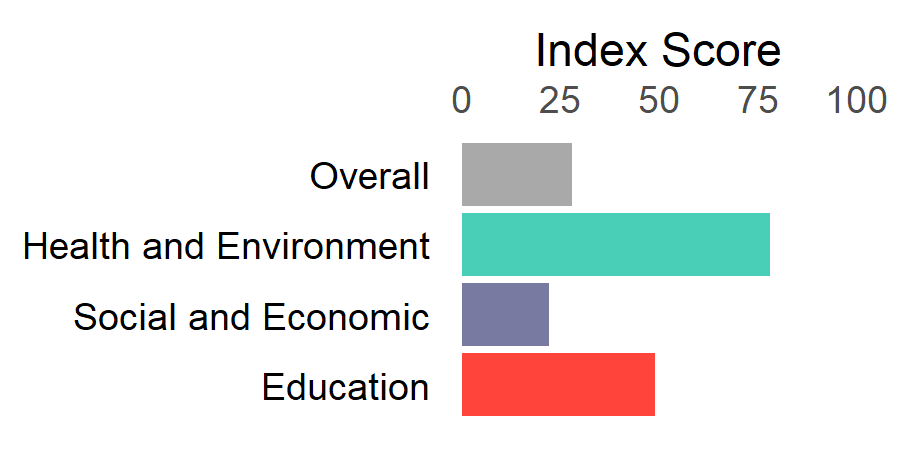 Index Score
0 25 50 75 100
Overall
Health and Environment
Social and Economic
Education